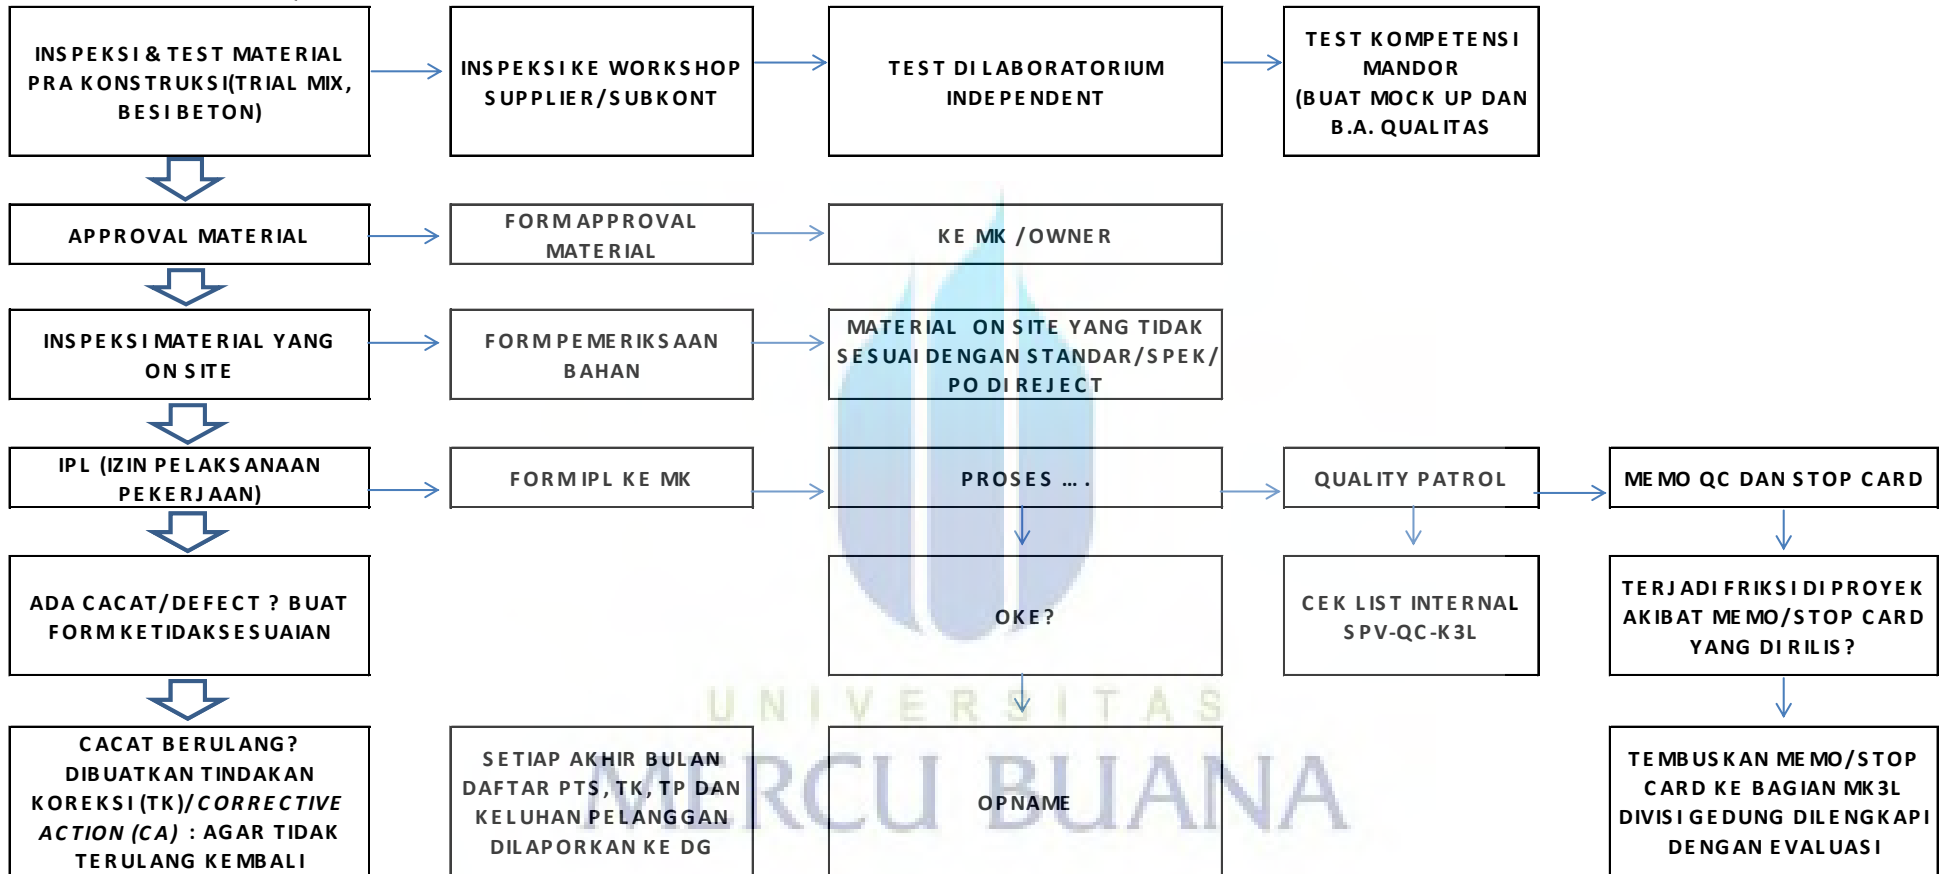 INSPEKSI & TEST MATERIAL
PRA KONSTRUKSI(TRIAL MIX,
BESI BETON)
INSPEKSI KE WORKSHOP
SUPPLIER/SUBKONT
TEST DI LABORATORIUM
INDEPENDENT
TEST KOMPETENSI
MANDOR
(BUAT MOCK UP DAN
B.A. QUALITAS
APPROVAL MATERIAL
FORM APPROVAL
MATERIAL
KE MK /OWNER
INSPEKSI MATERIAL YANG
ON SITE
FORM PEMERIKSAAN
BAHAN
MATERIAL ON SITE YANG TIDAK
SESUAI DENGAN STANDAR/SPEK/
PO DI REJECT
IPL (IZIN PELAKSANAAN
PEKERJAAN)
FORM IPL KE MK
PROSES ....
QUALITY PATROL
MEMO QC DAN STOP CARD
ADA CACAT/DEFECT ? BUAT
FORM KETIDAKSESUAIAN
OKE?
CEK LIST INTERNAL
SPV-QC-K3L
TERJADI FRIKSI DI PROYEK
AKIBAT MEMO/STOP CARD
YANG DI RILIS?
CACAT BERULANG?
DIBUATKAN TINDAKAN
KOREKSI (TK)/CORRECTIVE
ACTION (CA) : AGAR TIDAK
TERULANG KEMBALI
SETIAP AKHIR BULAN
DAFTAR PTS, TK, TP DAN
KELUHAN PELANGGAN
DILAPORKAN KE DG
OPNAME
TEMBUSKAN MEMO/STOP
CARD KE BAGIAN MK3L
DIVISI GEDUNG DILENGKAPI
DENGAN EVALUASI
UNIVERSITAS
MERCU BUANA